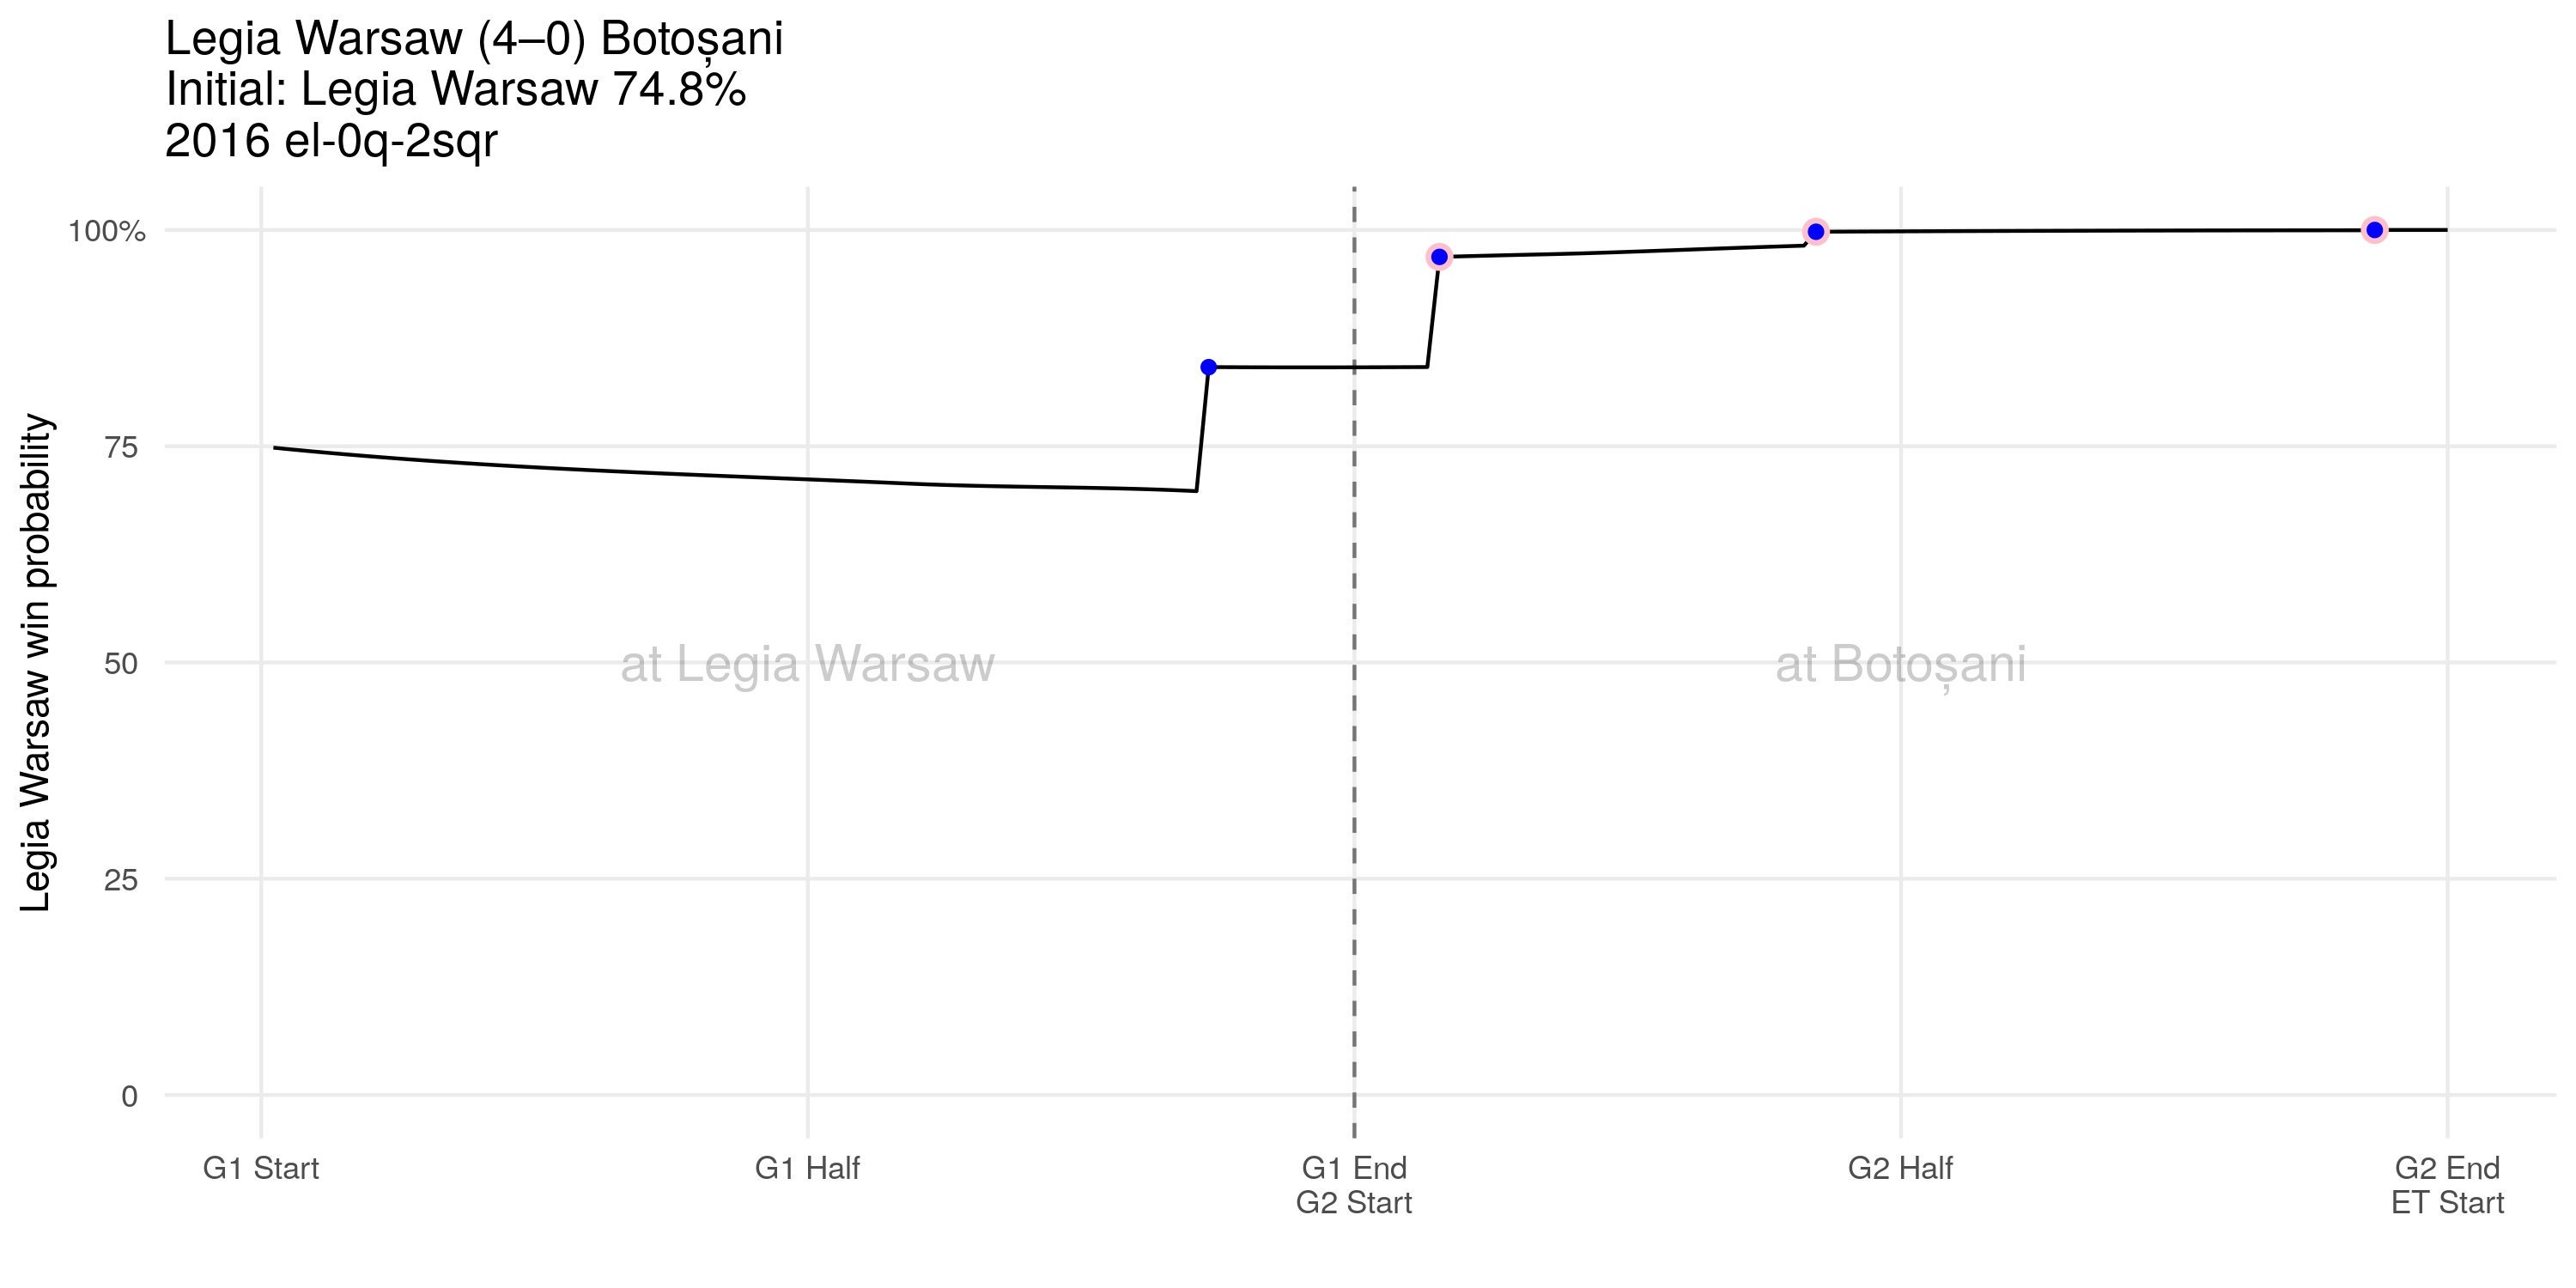 Legia Warsaw (4–0) Botoșani
Initial: Legia Warsaw 74.8%
2016 el-0q-2sqr
Legia Warsaw win probability
100%
75
50
25
0
at Legia Warsaw
at Botoșani
G1 Start
G1 Half
G1 End
G2 Start
G2 Half
G2 End
ET Start